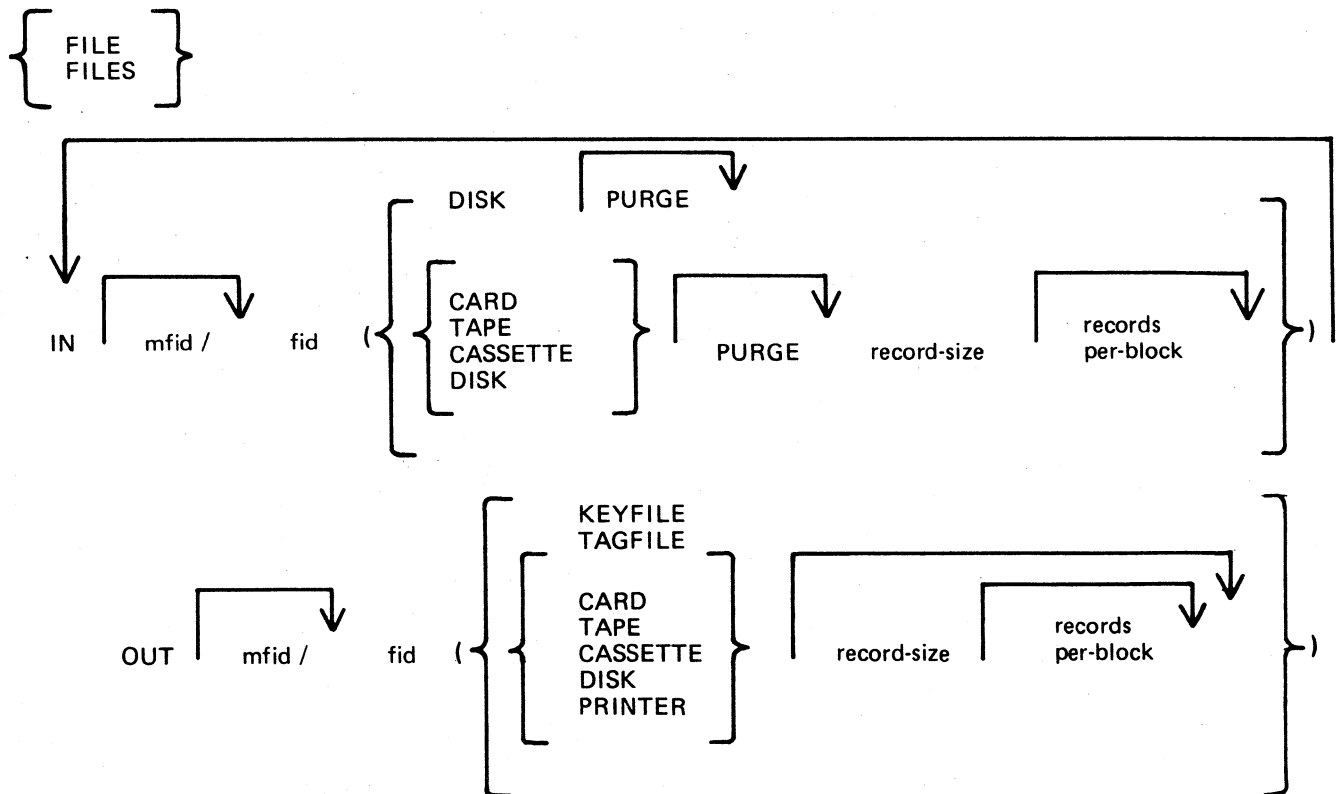 FILE
FILES
DISK PURGE
CARD
TAPE
CASSETTE
DISK
IN mfid / fid ( PURGE record-size records
per-block )
KEYFILE
TAGFILE
CARD
TAPE
CASSETTE
DISK
PRINTER
OUT mfid / fid ( record-size records
per-block )